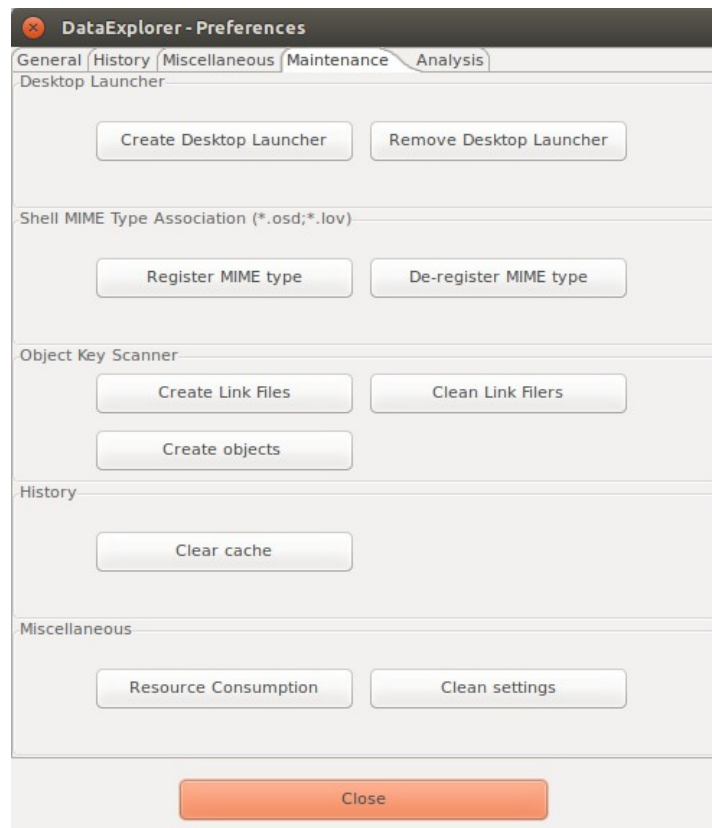 DataExplorer - Preferences
General History Miscellaneous Maintenance Analysis
Desktop Launcher
Create Desktop Launcher Remove Desktop Launcher
Shell MIME Type Association (*.osd;*.lov)
Register MIME type De-register MIME type
Object Key Scanner
Create Link Files Clean Link Filers
Create objects
History
Clear cache
Miscellaneous
Resource Consumption Clean settings
Close